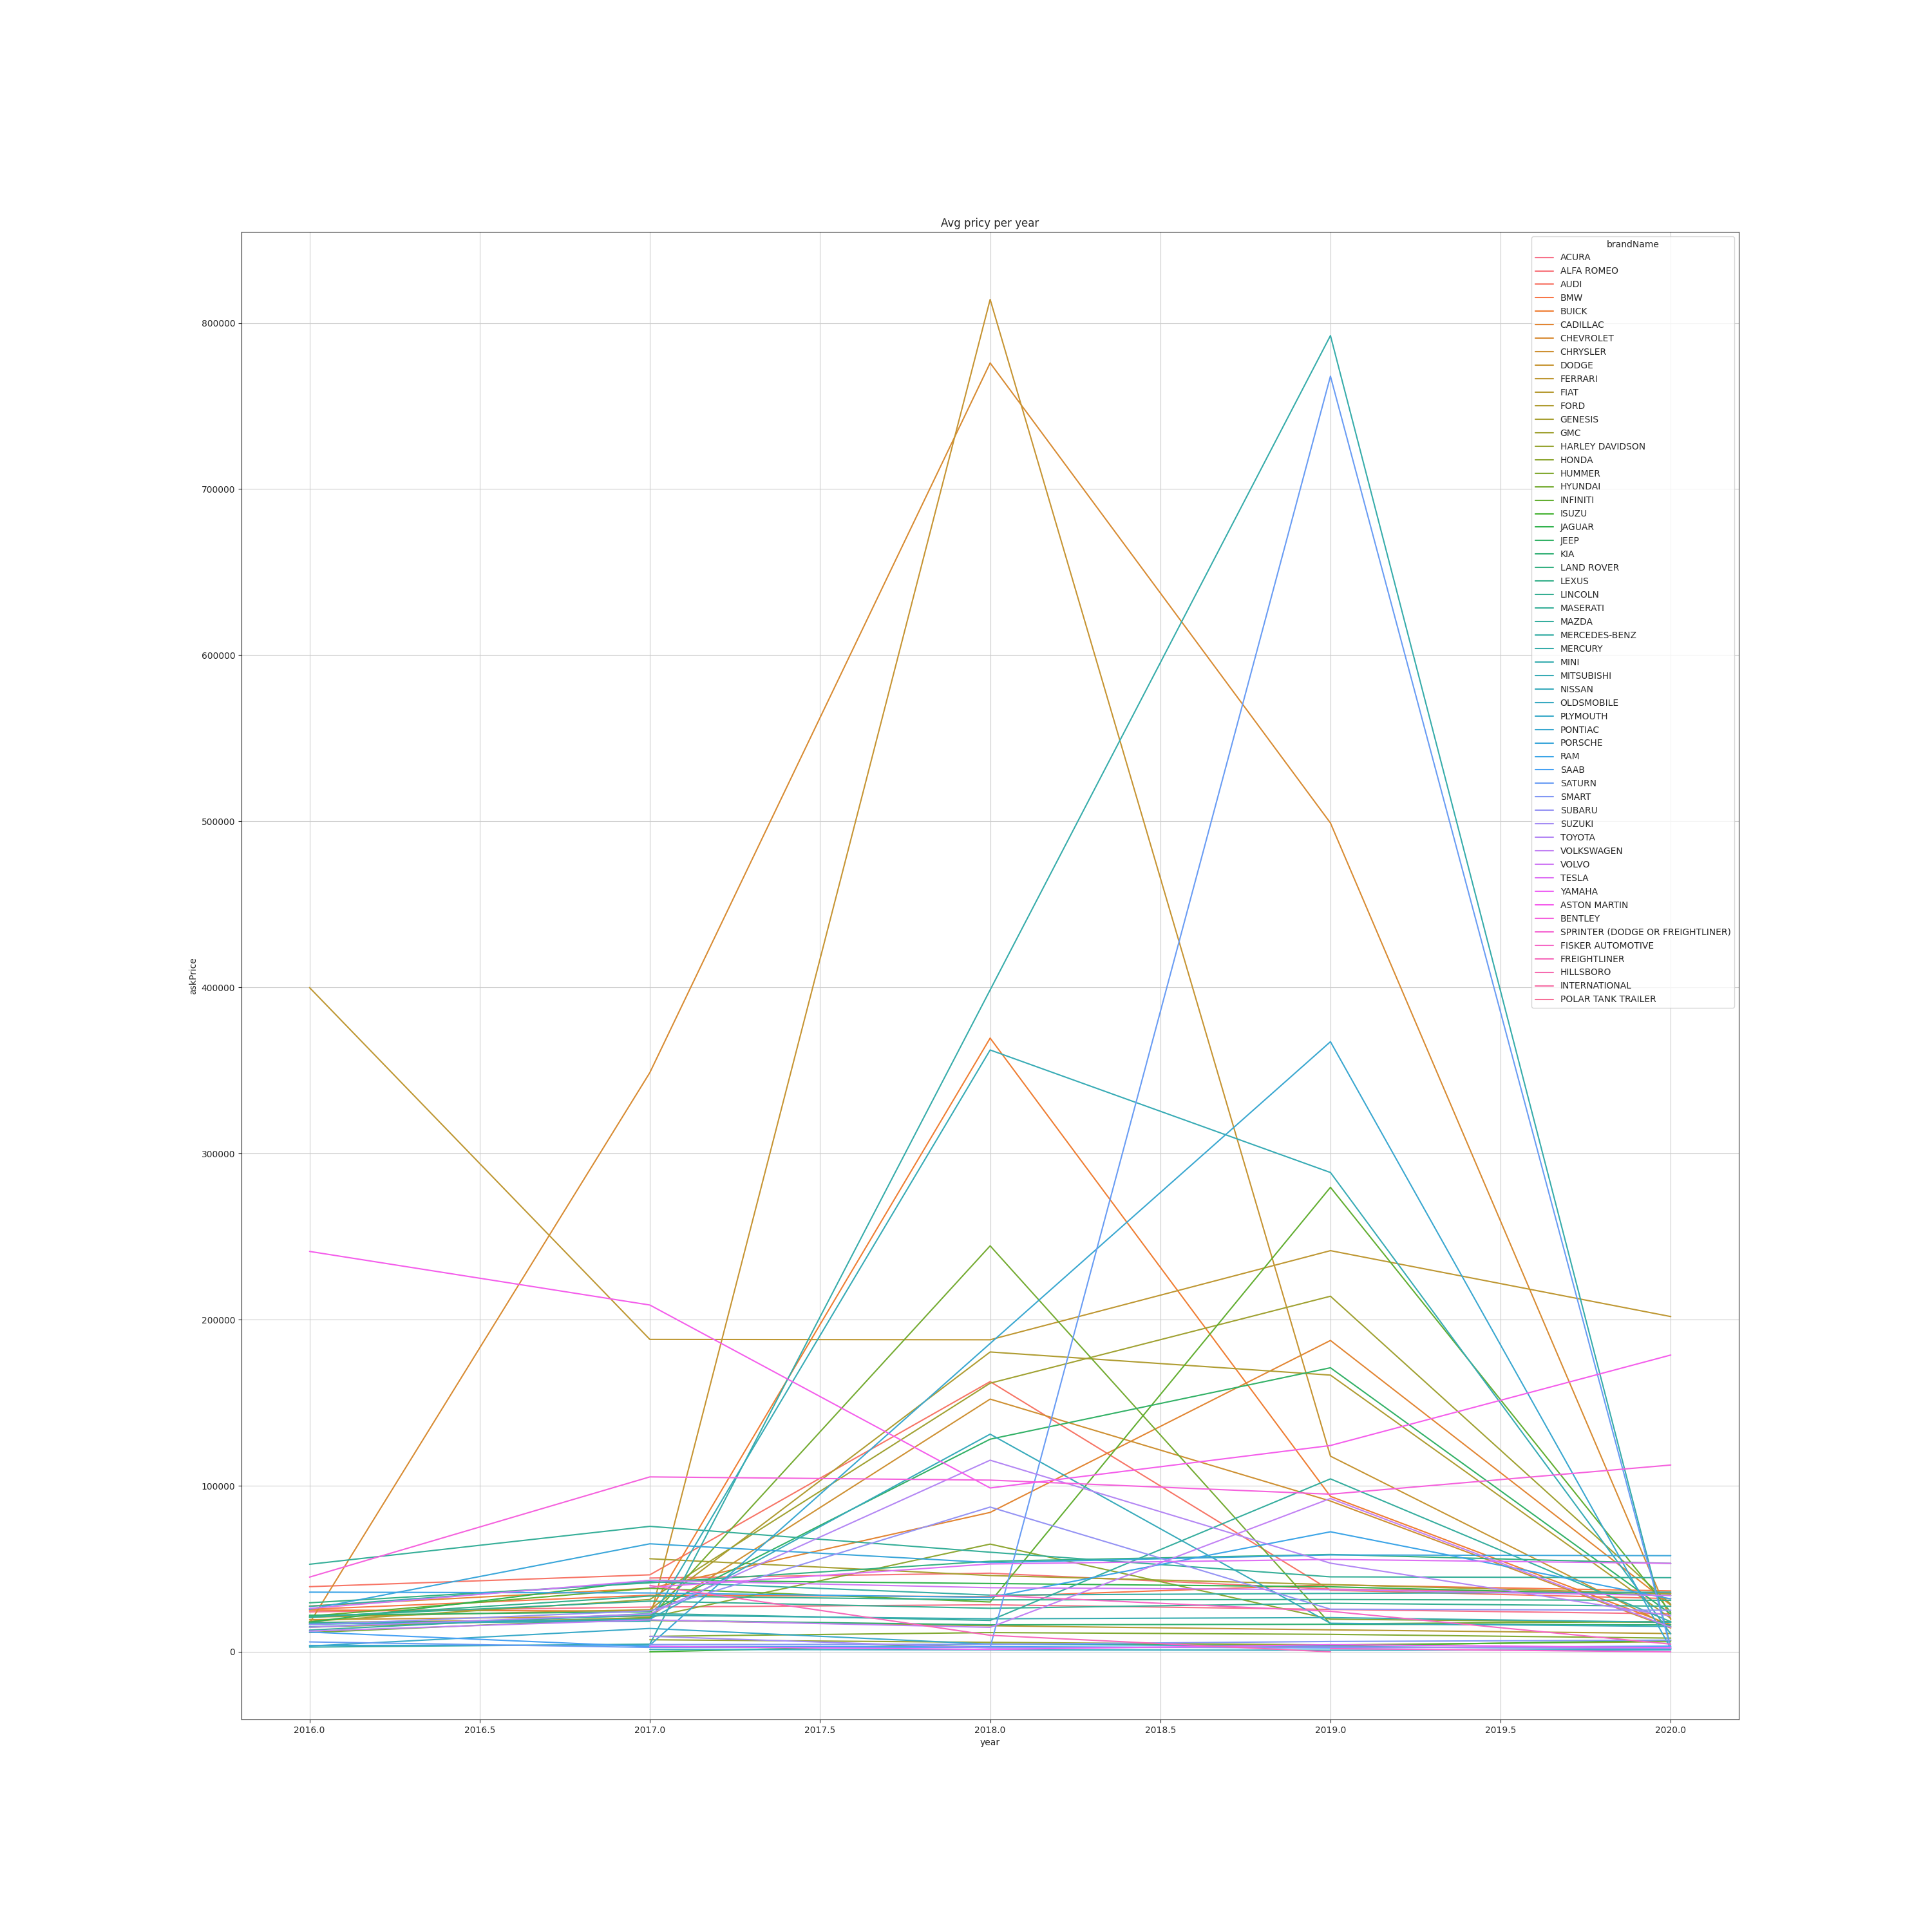 Avg pricy per year
brandName
ACURA
ALFA ROMEO
AUDI
BMW
BUICK
CADILLAC
CHEVROLET
CHRYSLER
DODGE
FERRARI
FIAT
FORD
GENESIS
GMC
HARLEY DAVIDSON
HONDA
HUMMER
HYUNDAI
INFINITI
ISUZU
JAGUAR
JEEP
KIA
LAND ROVER
LEXUS
LINCOLN
MASERATI
MAZDA
MERCEDES-BENZ
MERCURY
MINI
MITSUBISHI
NISSAN
OLDSMOBILE
PLYMOUTH
PONTIAC
PORSCHE
RAM
SAAB
SATURN
SMART
SUBARU
SUZUKI
TOYOTA
VOLKSWAGEN
VOLVO
TESLA
YAMAHA
ASTON MARTIN
BENTLEY
SPRINTER (DODGE OR FREIGHTLINER)
FISKER AUTOMOTIVE
FREIGHTLINER
HILLSBORO
INTERNATIONAL
POLAR TANK TRAILER
800000
700000
600000
500000
400000
300000
200000
100000
0
askPrice
2016.0 2016.5 2017.0 2017.5 2018.0 2018.5 2019.0 2019.5 2020.0
year